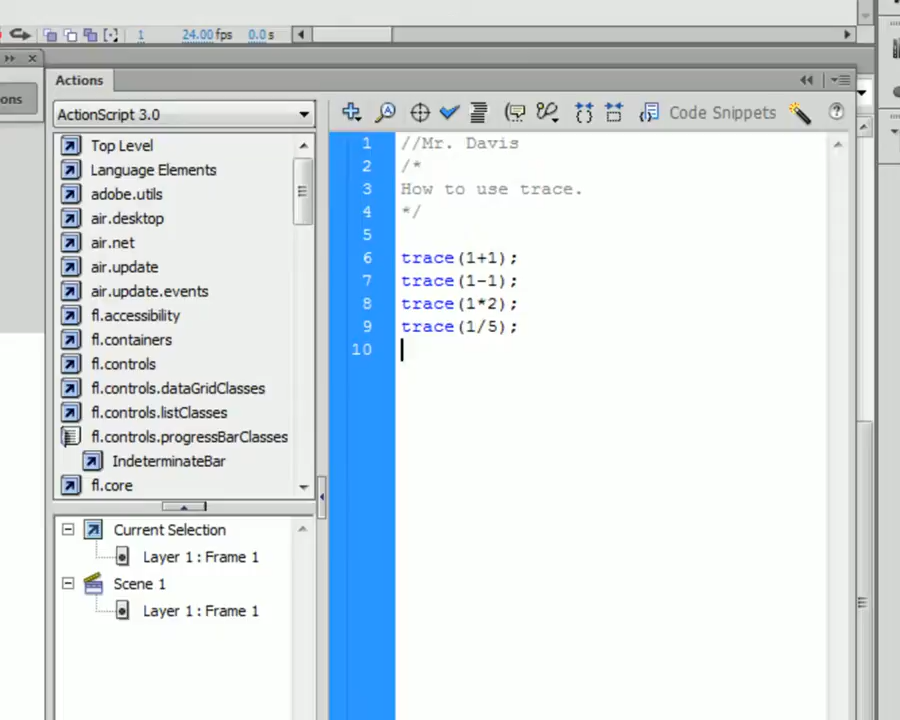 1 24.00 fps 0.0 s
Actions
ons
ActionScript 3.0
Code Snippets
Top Level
Language Elements
adobe.utils
air.desktop
air.net
air.update
air.update.events
fl.accessibility
fl.containers
fl.controls
fl.controls.dataGridClasses
fl.controls.listClasses
fl.controls.progressBarClasses
IndeterminateBar
fl.core
1 //Mr. Davis
2 /*
3 How to use trace.
4 */
5
6 trace(1+1);
7 trace(1-1);
8 trace(1*2);
9 trace(1/5);
10
Current Selection
Layer 1 : Frame 1
Scene 1
Layer 1 : Frame 1